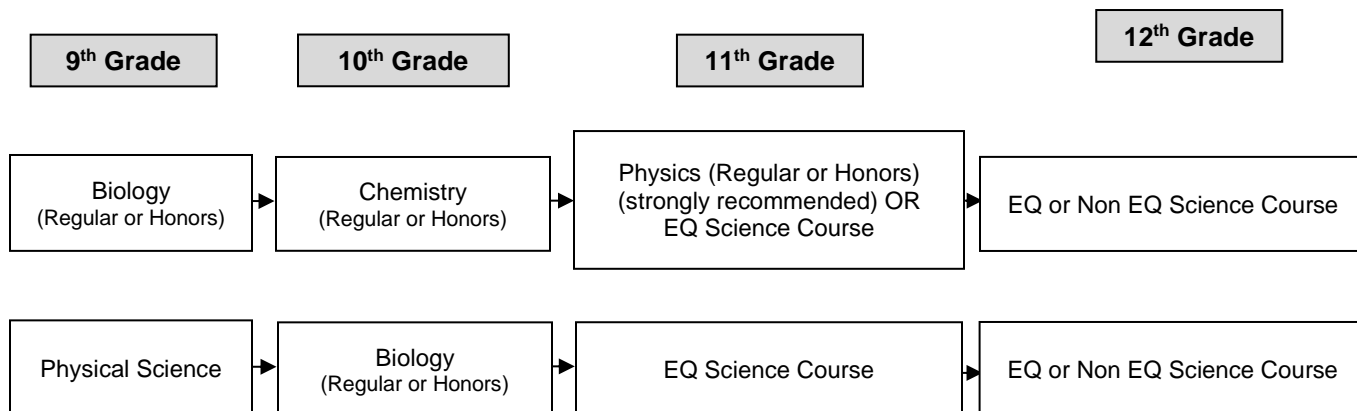 9th Grade
10th Grade
11th Grade
12th Grade
Biology
(Regular or Honors)
Chemistry
(Regular or Honors)
Physics (Regular or Honors)
(strongly recommended) OR
EQ Science Course
EQ or Non EQ Science Course
Physical Science
Biology
(Regular or Honors)
EQ Science Course
EQ or Non EQ Science Course